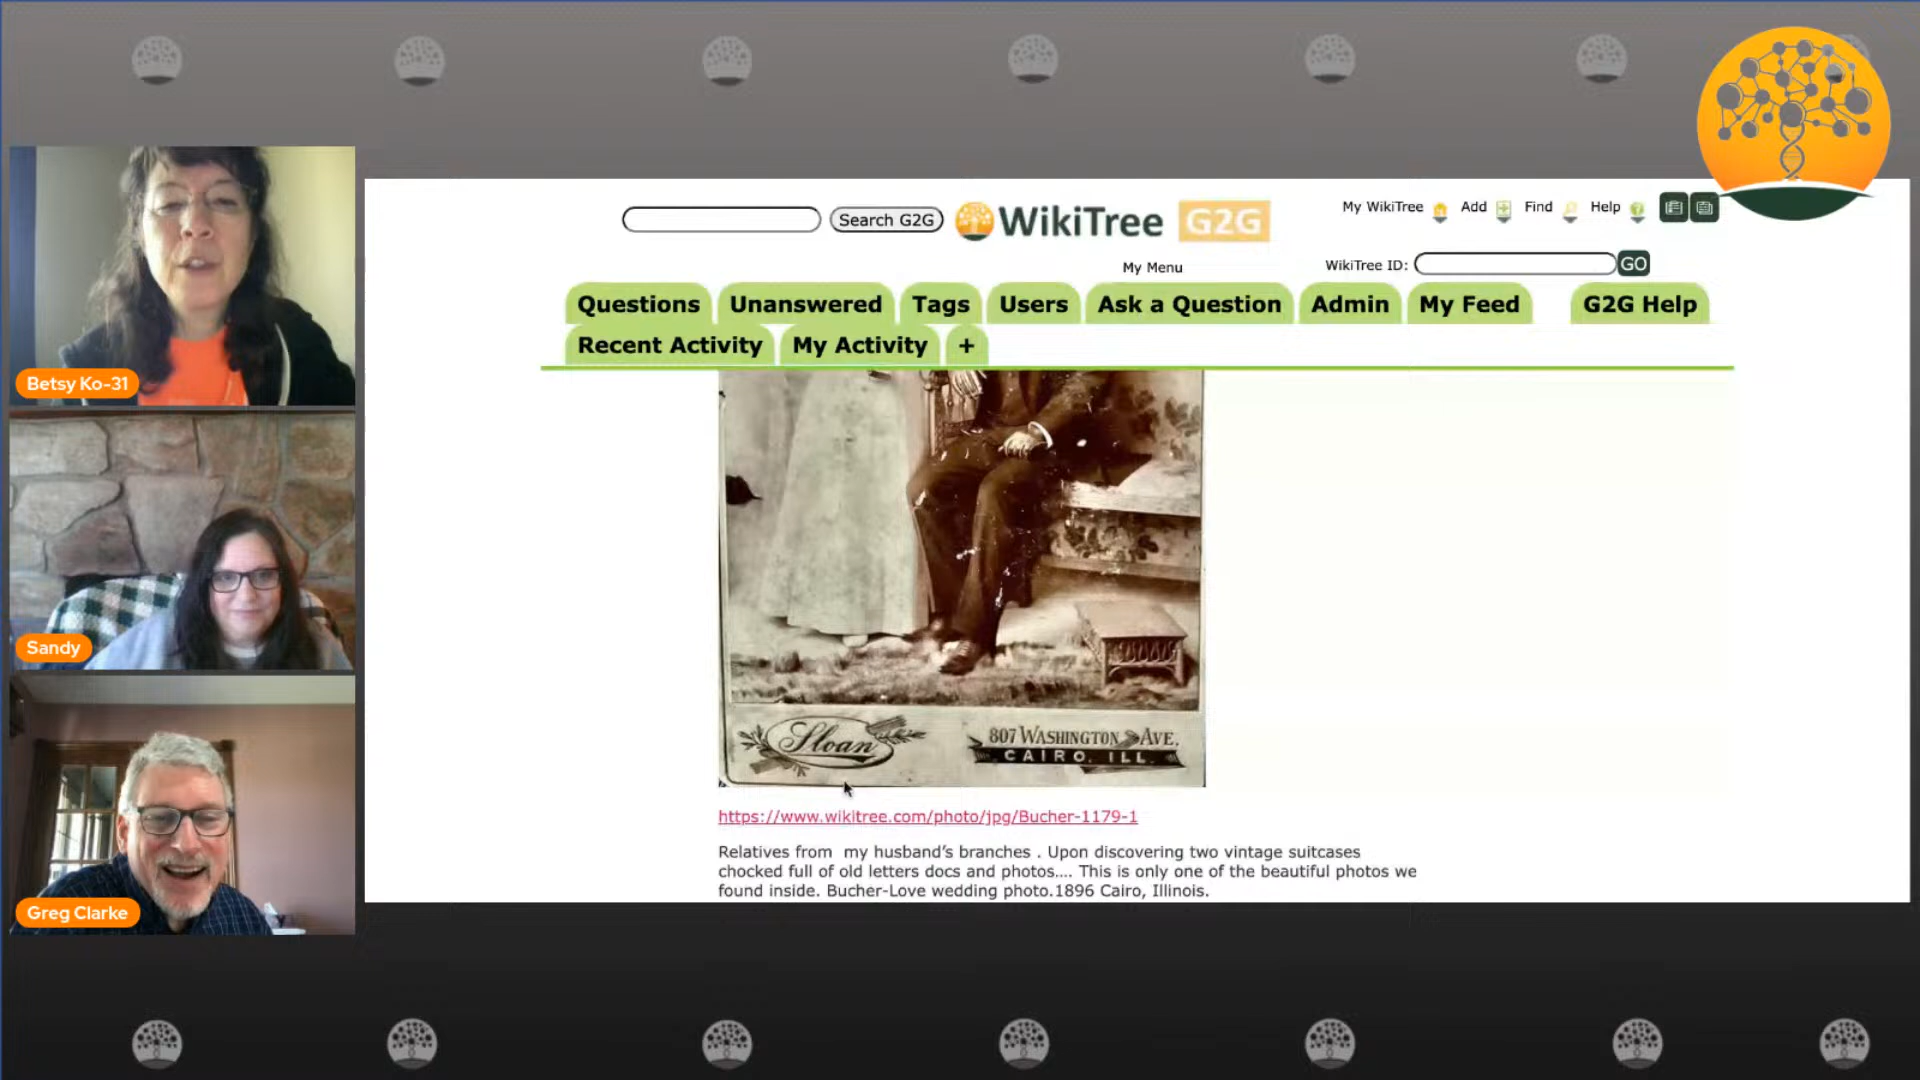 Search G2G
WikiTree G2G
My WikiTree Add Find Help
My Menu
WikiTree ID: GO
Questions Unanswered Tags Users Ask a Question Admin My Feed G2G Help
Recent Activity My Activity +
Betsy Ko-31
Sandy
Greg Clarke
Sloan
807 WASHINGTON AVE.
CAIRO, ILL.
https://www.wikitree.com/photo/jpg/Bucher-1179-1
Relatives from my husband’s branches . Upon discovering two vintage suitcases
chocked full of old letters docs and photos.... This is only one of the beautiful photos we
found inside. Bucher-Love wedding photo.1896 Cairo, Illinois.